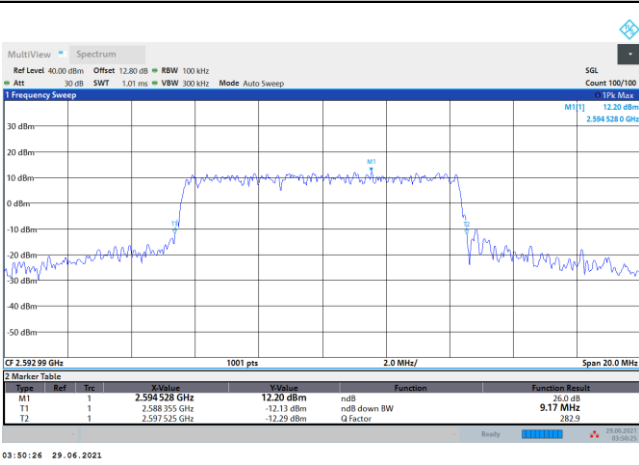 MultiView Spectrum
Ref Level 40.00 dBm Offset 12.80 dB RBW 100 kHz SGL
Att 30 dB SWT 1.01 ms VBW 300 kHz Mode Auto Sweep Count 100/100
1 Frequency Sweep 1Pk Max
M1[1] 12.20 dBm
2.594 528 0 GHz
30 dBm
20 dBm
M1
10 dBm
0 dBm
T1 T2
-10 dBm
-20 dBm
-30 dBm
-40 dBm
-50 dBm
CF 2.592 99 GHz 1001 pts 2.0 MHz/ Span 20.0 MHz
2 Marker Table
Type Ref Trc X-Value Y-Value Function Function Result
M1 1 2.594 528 GHz 12.20 dBm ndB 26.0 dB
T1 1 2.588 355 GHz -12.13 dBm ndB down BW 9.17 MHz
T2 1 2.597 525 GHz -12.29 dBm Q Factor 282.9
Ready 29.06.2021
03:50:25
03:50:26 29.06.2021